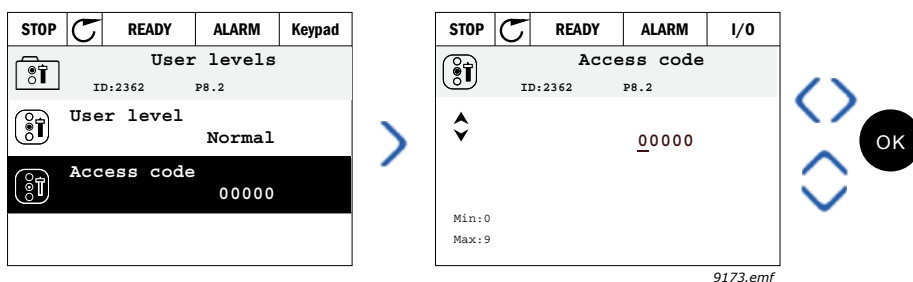 STOP READY ALARM Keypad
User levels
ID:2362 P8.2
User level
Normal
Access code
00000
STOP READY ALARM I/O
Access code
ID:2362 P8.2
00000
Min:0
Max:9
OK
9173.emf